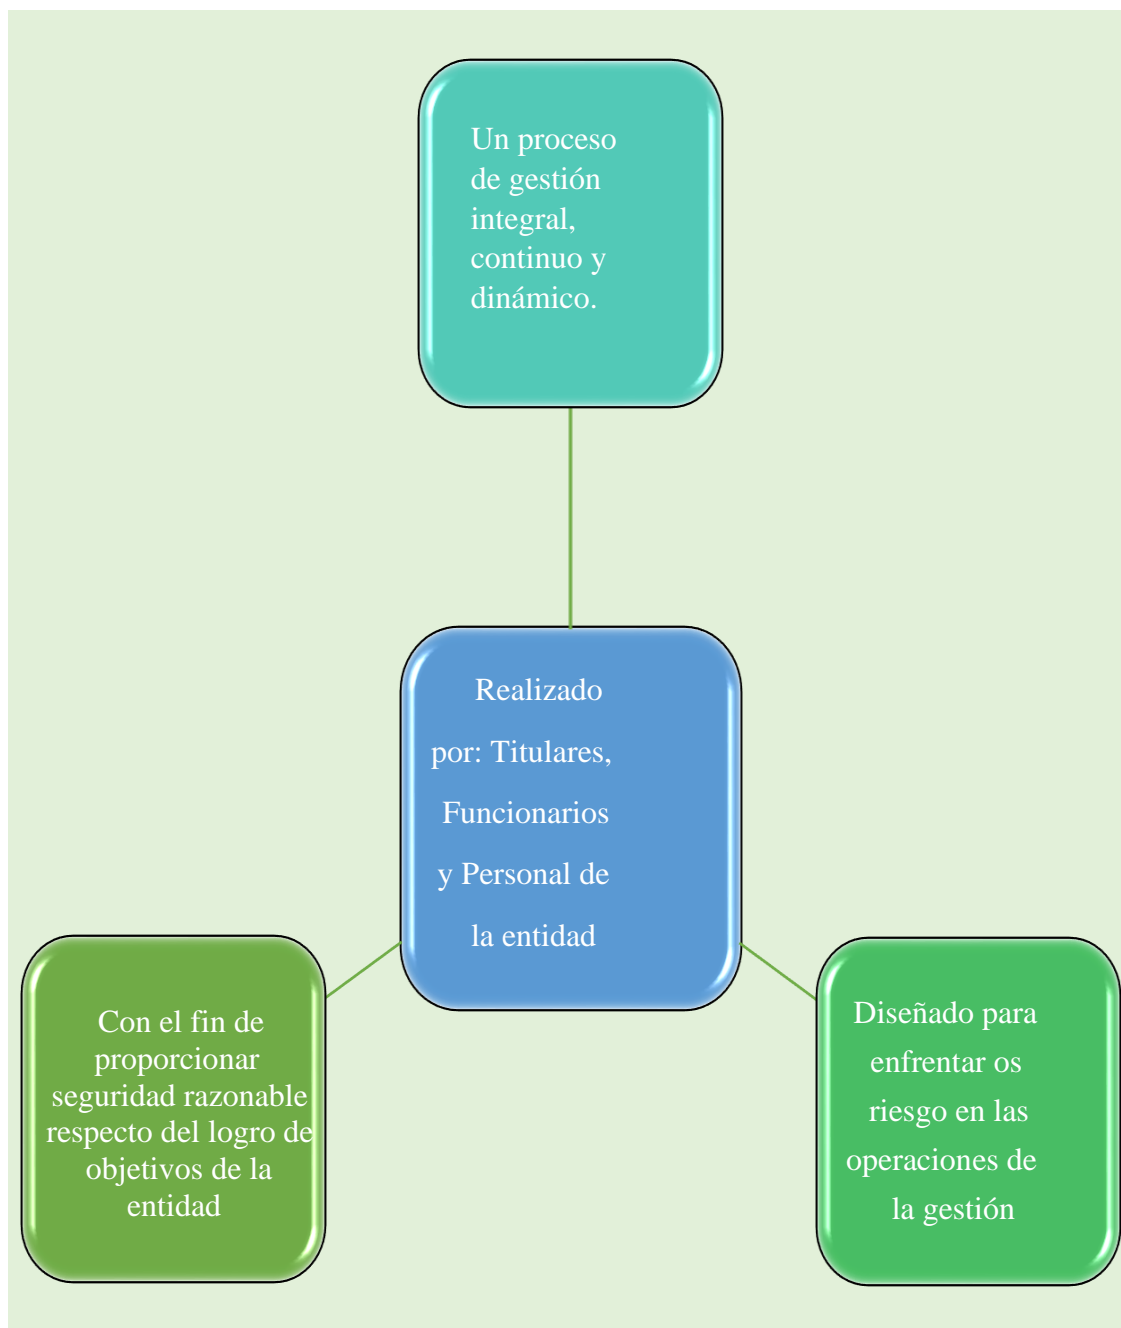 Un proceso
de gestión
integral,
continuo y
dinámico.
Realizado
por: Titulares,
Funcionarios
y Personal de
la entidad
Con el fin de
proporcionar
seguridad razonable
respecto del logro de
objetivos de la
entidad
Diseñado para
enfrentar os
riesgo en las
operaciones de
la gestión